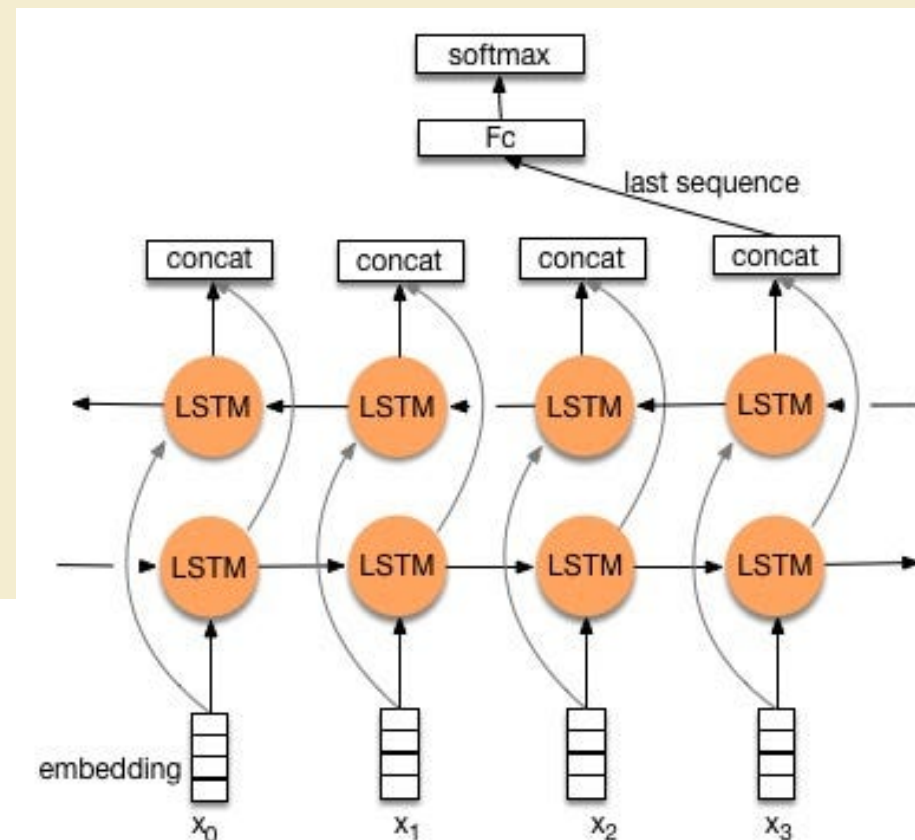 softmax
Fc
last sequence
concat concat concat concat
LSTM LSTM LSTM LSTM
LSTM LSTM LSTM LSTM
embedding
x₀ x₁ x₂ x₃